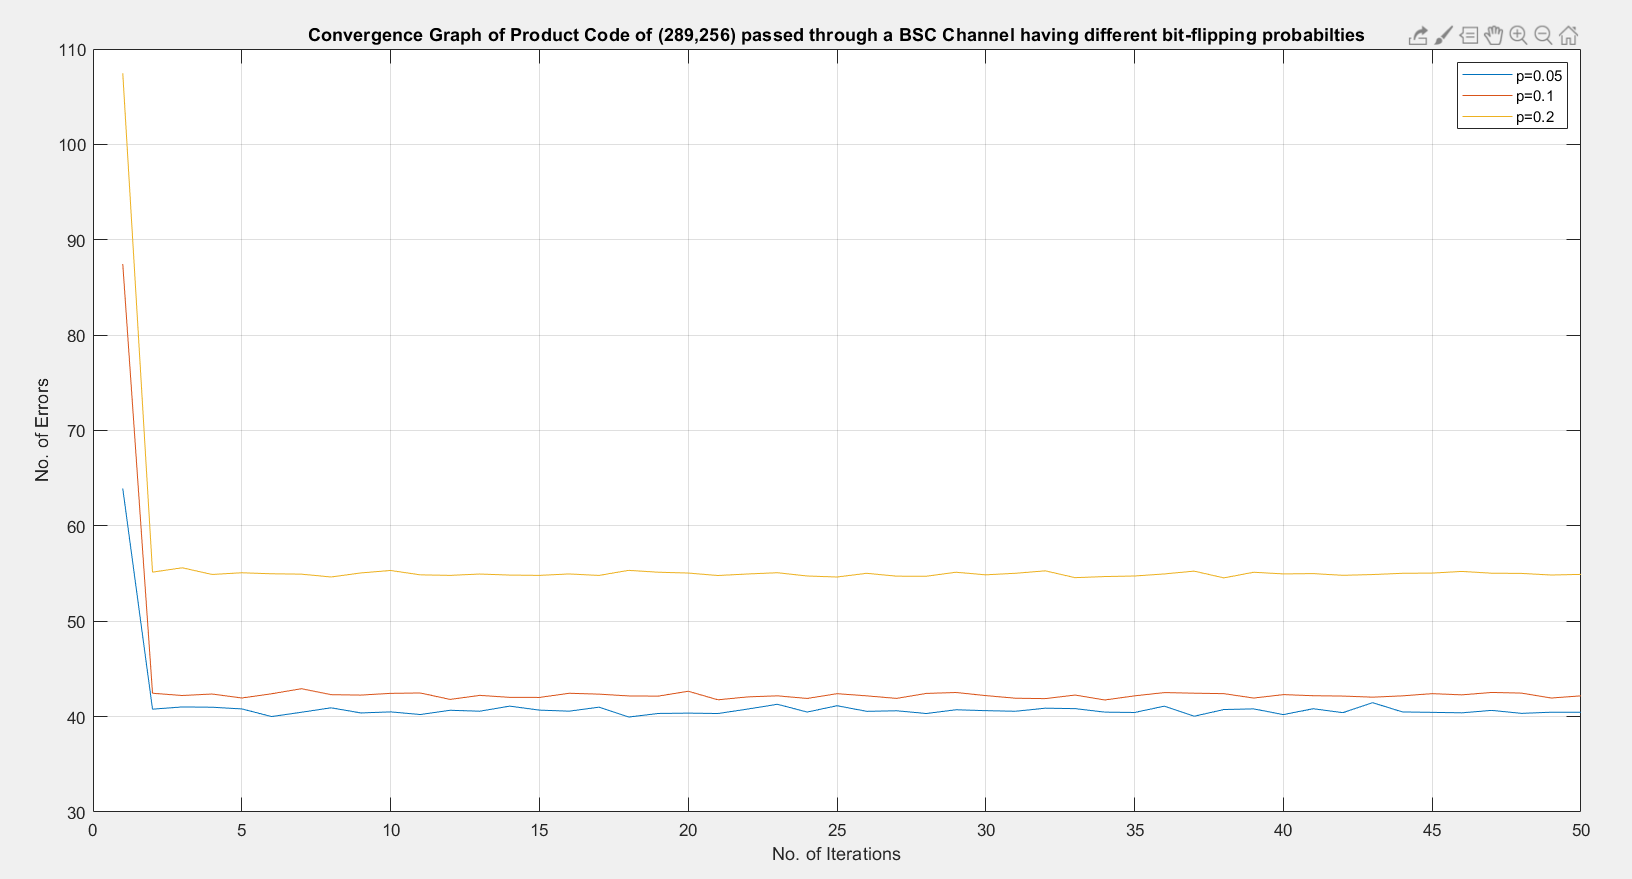 Convergence Graph of Product Code of (289,256) passed through a BSC Channel having different bit-flipping probabilties
p=0.05
p=0.1
p=0.2
110
100
90
80
70
60
50
40
30
No. of Errors
0 5 10 15 20 25 30 35 40 45 50
No. of Iterations